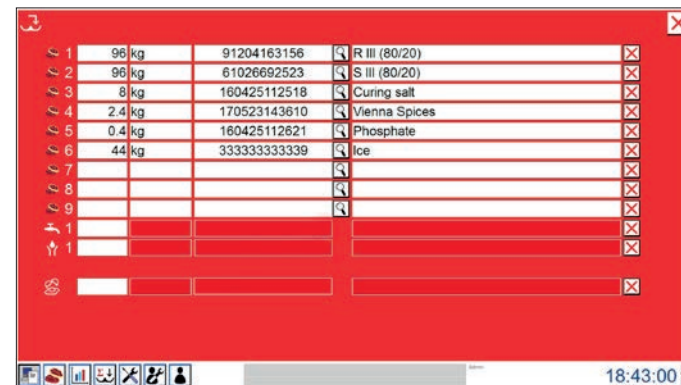 1 96 kg 91204163156 R III (80/20)
2 96 kg 61026692523 S III (80/20)
3 8 kg 160425112518 Curing salt
4 2.4 kg 170523143610 Vienna Spices
5 0.4 kg 160425112621 Phosphate
6 44 kg 333333333339 Ice
7
8
9
1
1
18:43:00